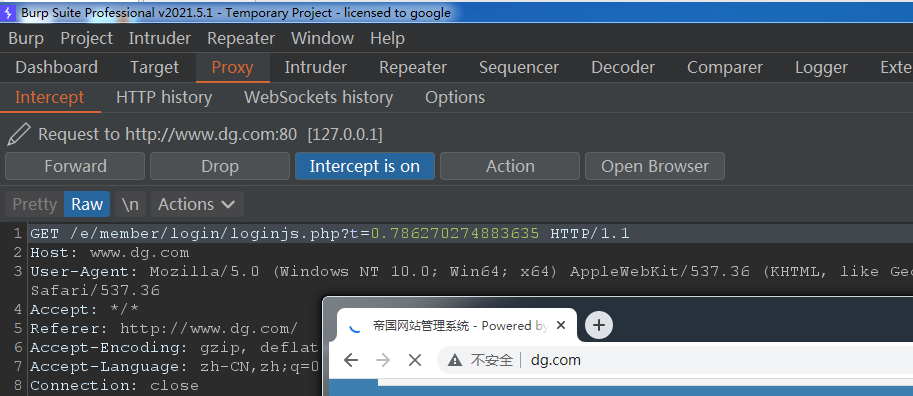 Burp Suite Professional v2021.5.1 - Temporary Project - licensed to google
Burp Project Intruder Repeater Window Help
Dashboard Target Proxy Intruder Repeater Sequencer Decoder Comparer Logger Exte
Intercept HTTP history WebSockets history Options
Request to http://www.dg.com:80 [127.0.0.1]
Forward Drop Intercept is on Action Open Browser
Pretty Raw \n Actions
1 GET /e/member/login/loginjs.php?t=0.786270274883635 HTTP/1.1
2 Host: www.dg.com
3 User-Agent: Mozilla/5.0 (Windows NT 10.0; Win64; x64) AppleWebKit/537.36 (KHTML, like Gec
Safari/537.36
4 Accept: */*
5 Referer: http://www.dg.com/
6 Accept-Encoding: gzip, deflat
7 Accept-Language: zh-CN,zh;q=0
8 Connection: close
帝国网站管理系统 - Powered by
不安全 dg.com